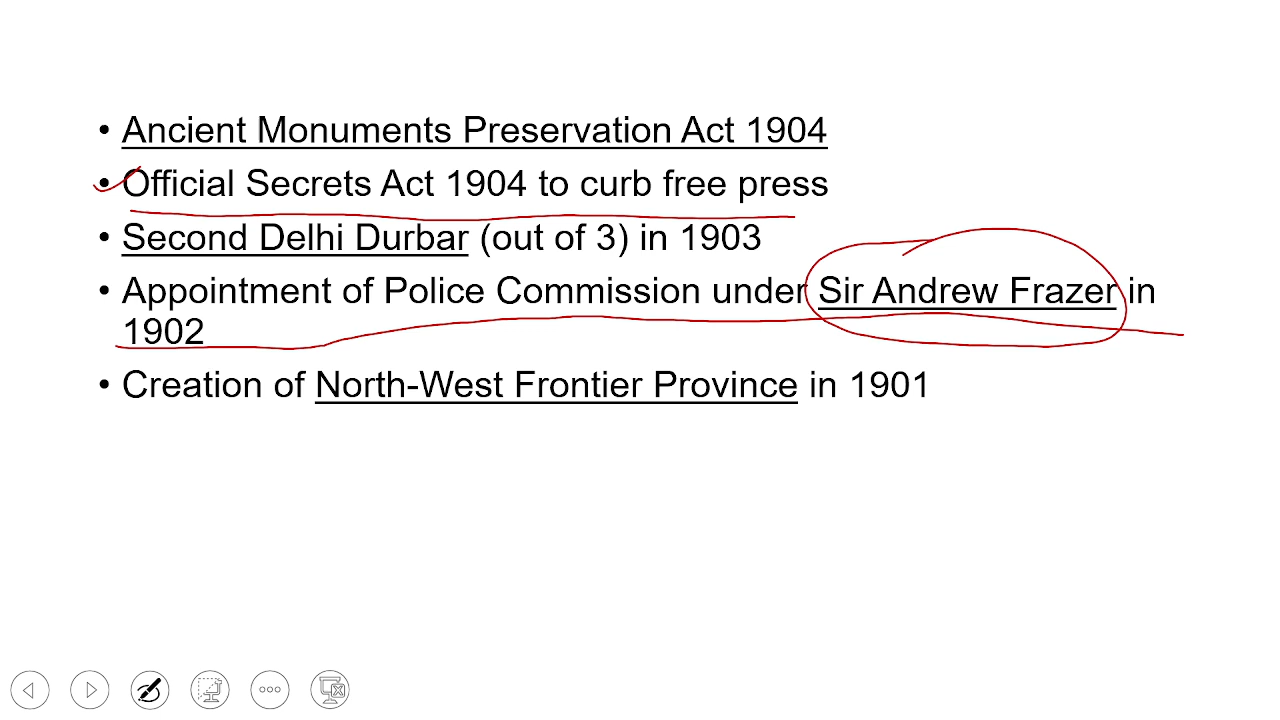 • Ancient Monuments Preservation Act 1904
• Official Secrets Act 1904 to curb free press
• Second Delhi Durbar (out of 3) in 1903
• Appointment of Police Commission under Sir Andrew Frazer in
1902
• Creation of North-West Frontier Province in 1901